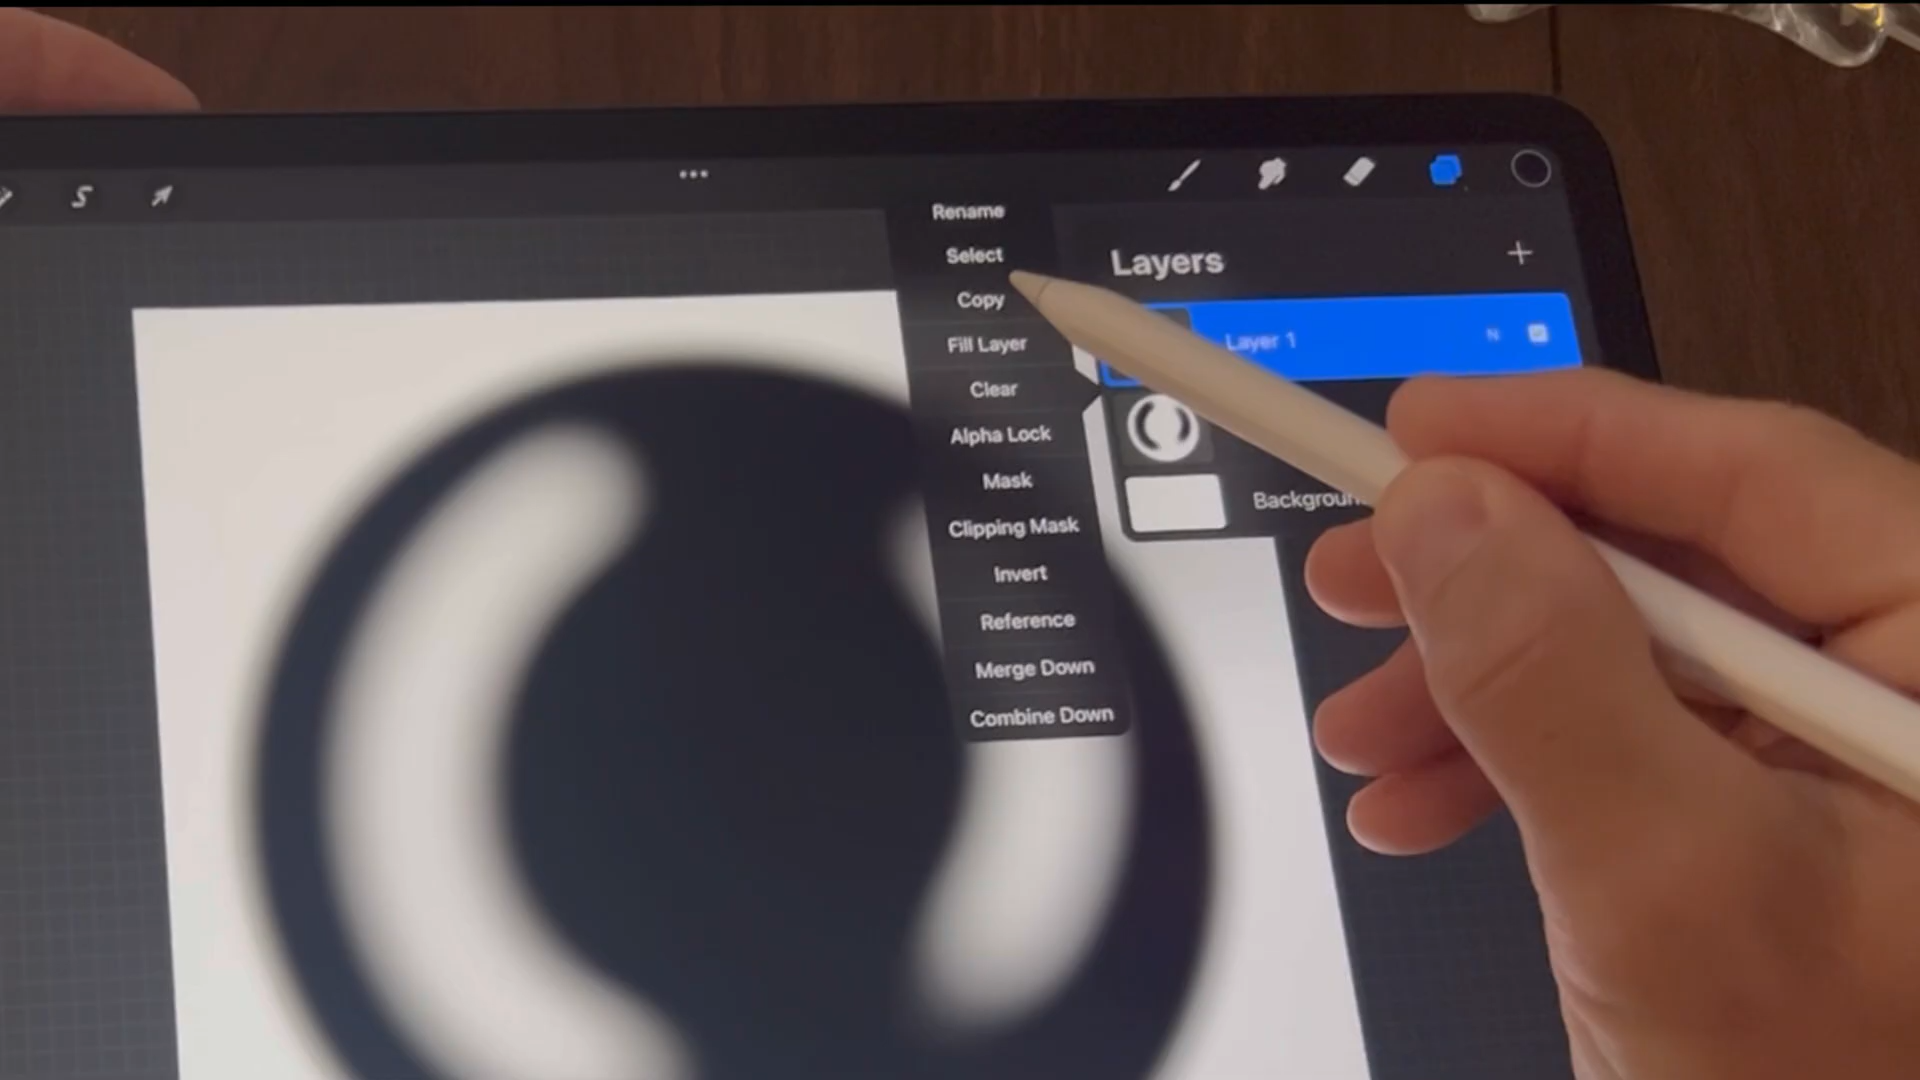 Rename
Select
Copy
Fill Layer
Clear
Alpha Lock
Mask
Clipping Mask
Invert
Reference
Merge Down
Combine Down
Layers
Layer 1
N
Background